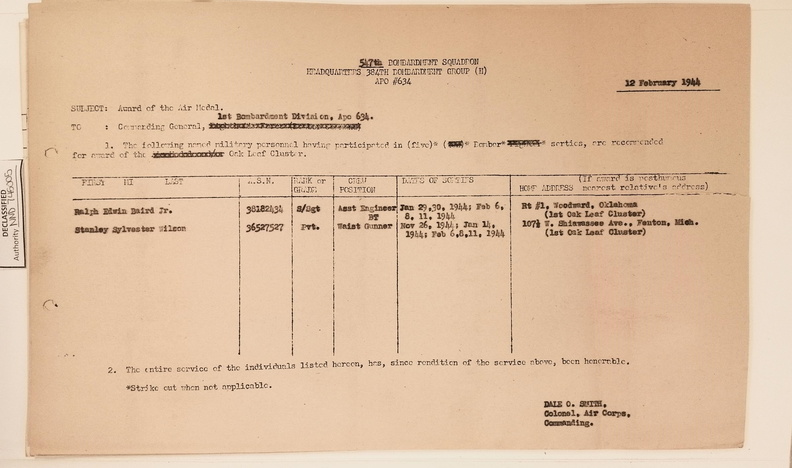 547th BOMBARDMENT SQUADRON
HEADQUARTERS 384TH BOMBARDMENT GROUP (H)
APO #634
12 February 1944
SUBJECT: Award of the Air Medal.
1st Bombardment Division, Apo 634.
TO : Commanding General,
1. The following named military personnel having participated in (five)* ( )* Bomber* sorties, are recommended
for award of the Oak Leaf Cluster.
FIRST MI LAST A.S.N. RANK or GRADE CREW POSITION DATES OF SORTIES HOME ADDRESS (If award is posthumous nearest relative's address)
Ralph Edwin Baird Jr. 38182434 S/Sgt Asst Engineer BT Jan 29,30, 1944; Feb 6, 8, 11, 1944 Rt #1, Woodward, Oklahoma
(1st Oak Leaf Cluster)
Stanley Sylvester Wilson 36527527 Pvt. Waist Gunner Nov 26, 1944; Jan 14, 1944; Feb 6,8,11, 1944 107½ W. Shiawassee Ave., Fenton, Mich.
(1st Oak Leaf Cluster)
2. The entire service of the individuals listed hereon, has, since rendition of the service above, been honorable.
*Strike out when not applicable.
DALE O. SMITH,
Colonel, Air Corps,
Commanding.
DECLASSIFIED
Authority NND 745005